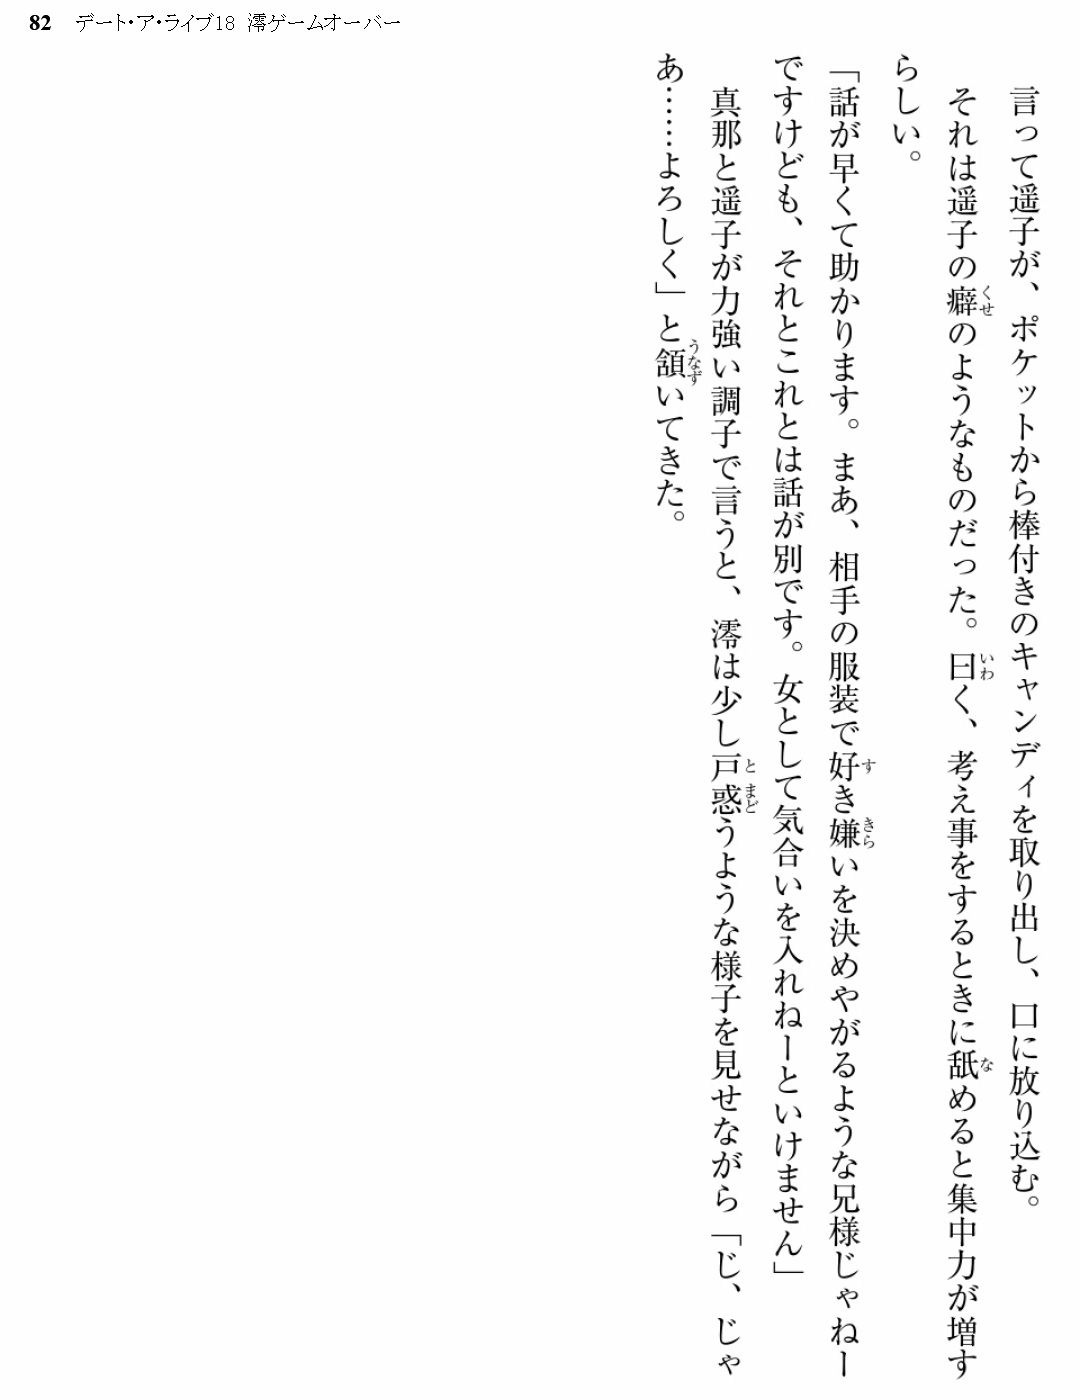 82 デート・ア・ライブ18 澪ゲームオーバー
言って遥子が、ポケットから棒付きのキャンディを取り出し、口に放り込む。
それは遥子の癖のようなものだった。曰く、考え事をするときに舐めると集中力が増す
らしい。
「話が早くて助かります。まあ、相手の服装で好き嫌いを決めやがるような兄様じゃねー
ですけども、それとこれとは話が別です。女として気合いを入れねーといけません」
真那と遥子が力強い調子で言うと、澪は少し戸惑うような様子を見せながら「じ、じゃ
あ……よろしく」と頷いてきた。